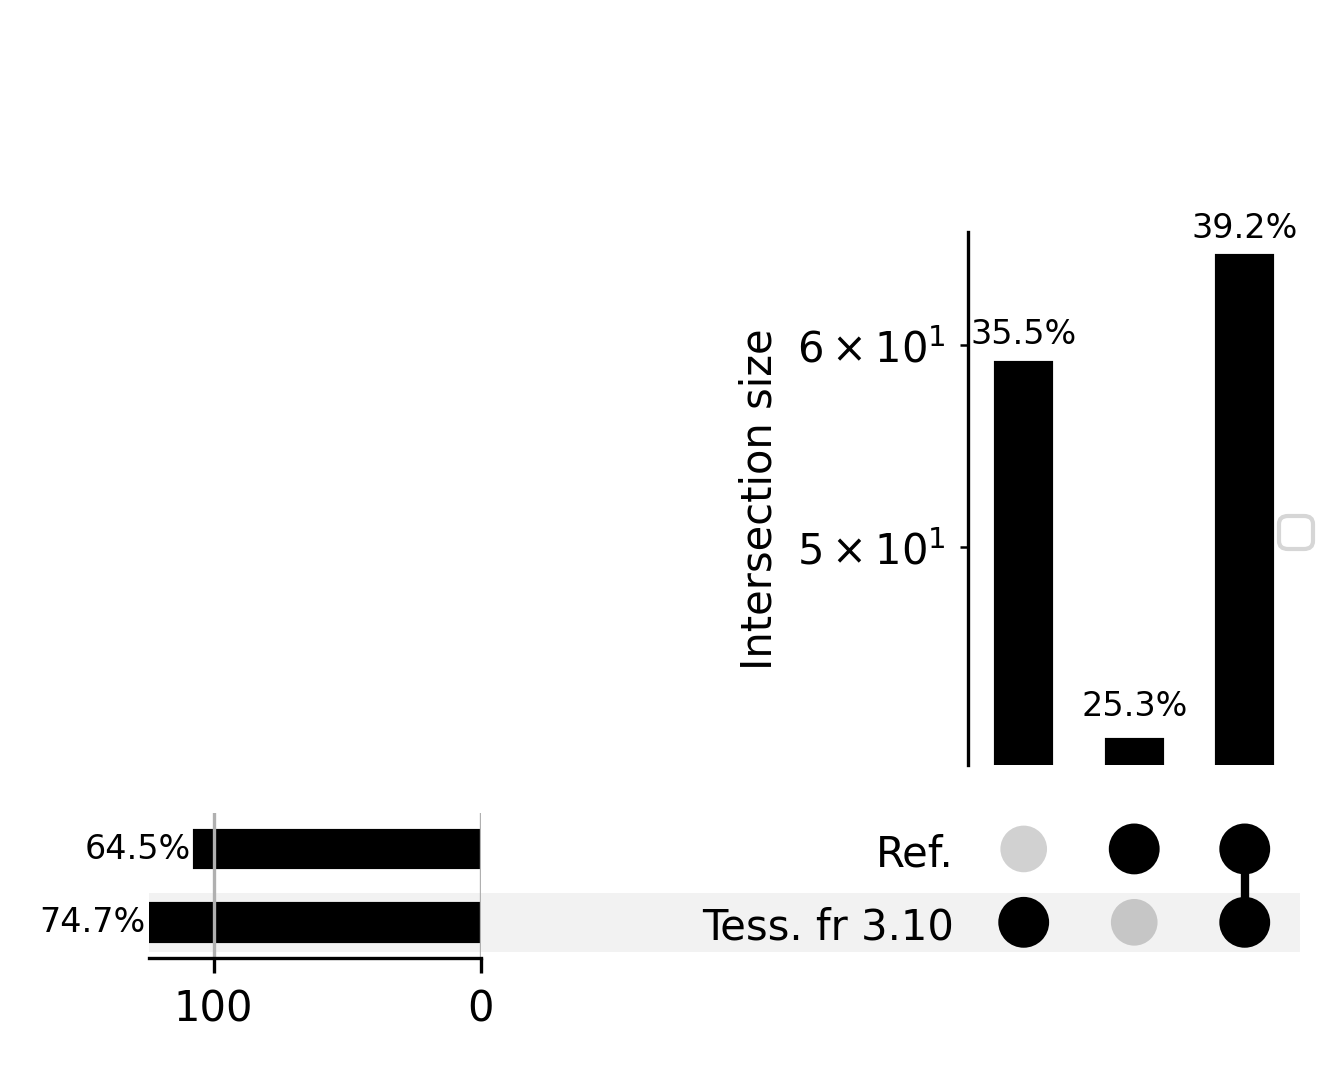 39.2%
35.5%
6 × 10¹
Intersection size
5 × 10¹
25.3%
64.5%
Ref.
74.7%
Tess. fr 3.10
100
0